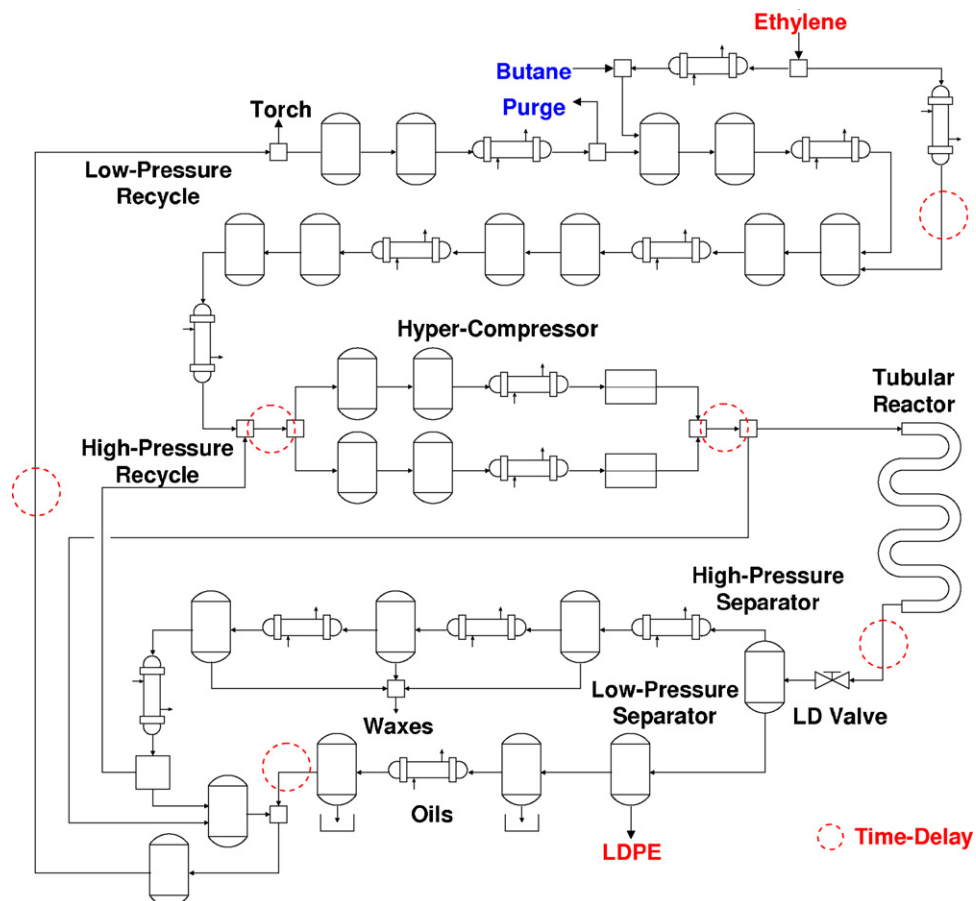 Ethylene
Butane
Purge
Torch
Low-Pressure
Recycle
Hyper-Compressor
Tubular
Reactor
High-Pressure
Recycle
High-Pressure
Separator
Low-Pressure
Separator
LD Valve
Waxes
Oils
LDPE
Time-Delay